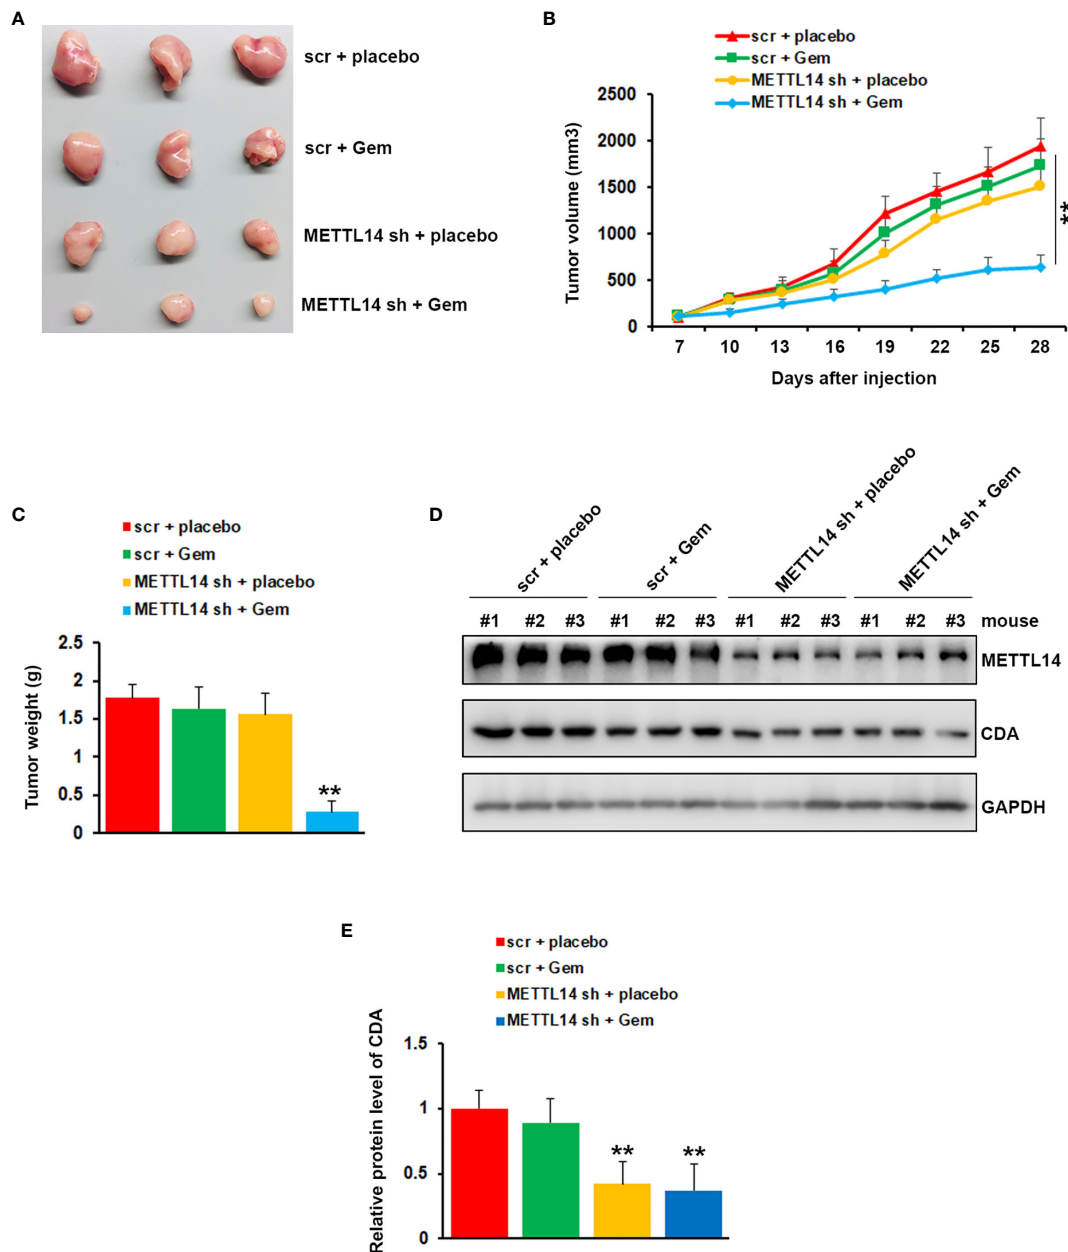 A
scr + placebo
scr + Gem
METTL14 sh + placebo
METTL14 sh + Gem
B
scr + placebo
scr + Gem
METTL14 sh + placebo
METTL14 sh + Gem
Tumor volume (mm3)
2500
2000
1500
1000
500
0
7 10 13 16 19 22 25 28
Days after injection
**
C
scr + placebo
scr + Gem
METTL14 sh + placebo
METTL14 sh + Gem
Tumor weight (g)
2.5
2
1.5
1
0.5
0
**
D
scr + placebo
scr + Gem
METTL14 sh + placebo
METTL14 sh + Gem
#1 #2 #3 #1 #2 #3 #1 #2 #3 #1 #2 #3 mouse
METTL14
CDA
GAPDH
E
scr + placebo
scr + Gem
METTL14 sh + placebo
METTL14 sh + Gem
Relative protein level of CDA
1.5
1
0.5
0
** **